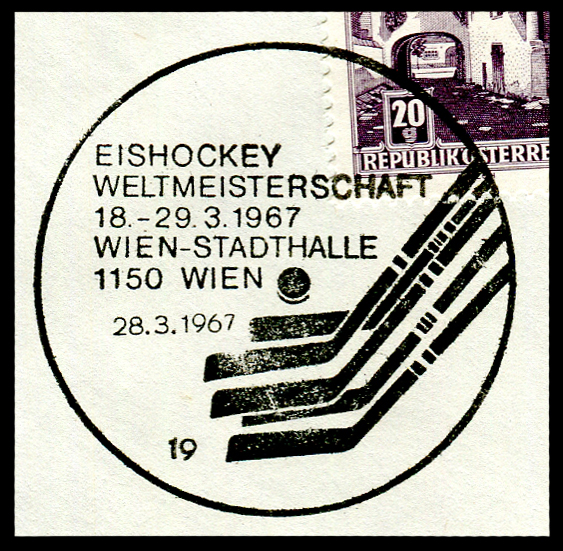 20
g
REPUBLIK ÖSTERRE
EISHOCKEY
WELTMEISTERSCHAFT
18.-29.3.1967
WIEN-STADTHALLE
1150 WIEN
28.3.1967
19